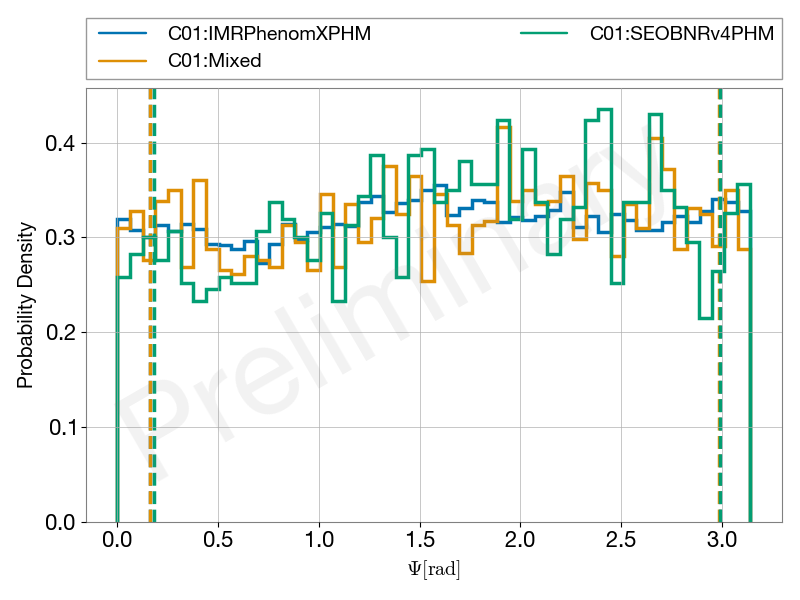 C01:IMRPhenomXPHM
C01:Mixed
C01:SEOBNRv4PHM
Probability Density
0.4
0.3
0.2
0.1
0.0
Preliminary
0.0 0.5 1.0 1.5 2.0 2.5 3.0
Ψ[rad]